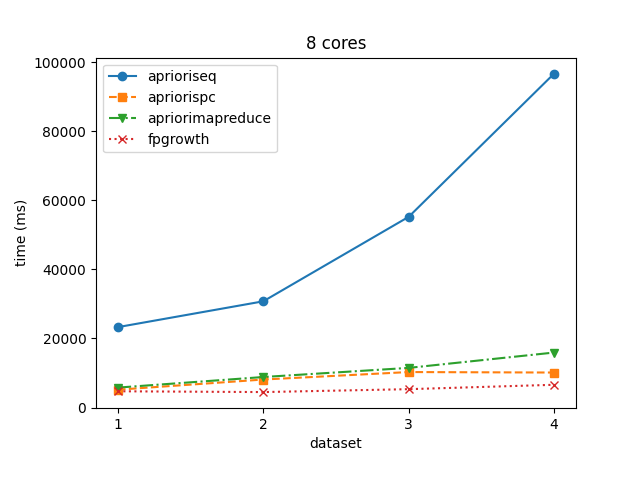 8 cores
100000
80000
60000
40000
20000
0
time (ms)
aprioriseq
apriorispc
apriorimapreduce
fpgrowth
1 2 3 4
dataset